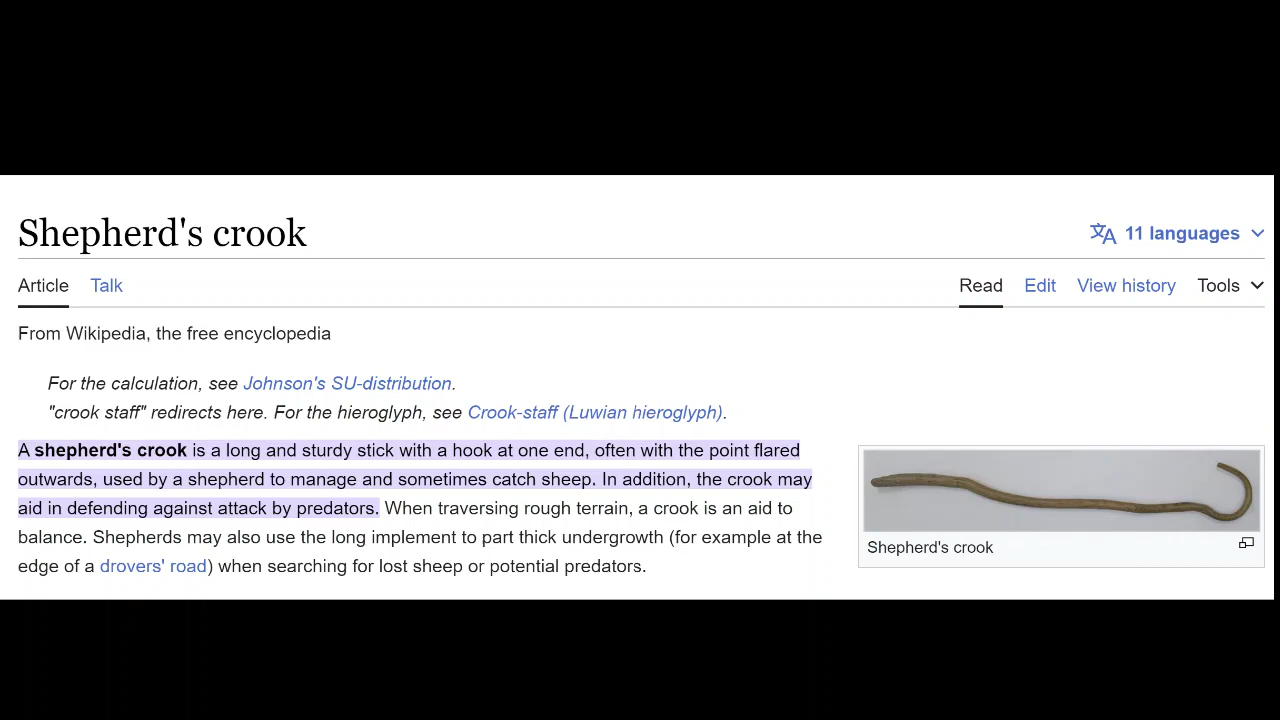 Shepherd's crook
11 languages
Article Talk Read Edit View history Tools
From Wikipedia, the free encyclopedia
For the calculation, see Johnson's SU-distribution.
"crook staff" redirects here. For the hieroglyph, see Crook-staff (Luwian hieroglyph).
A shepherd's crook is a long and sturdy stick with a hook at one end, often with the point flared
outwards, used by a shepherd to manage and sometimes catch sheep. In addition, the crook may
aid in defending against attack by predators. When traversing rough terrain, a crook is an aid to
balance. Shepherds may also use the long implement to part thick undergrowth (for example at the
edge of a drovers' road) when searching for lost sheep or potential predators.
Shepherd's crook